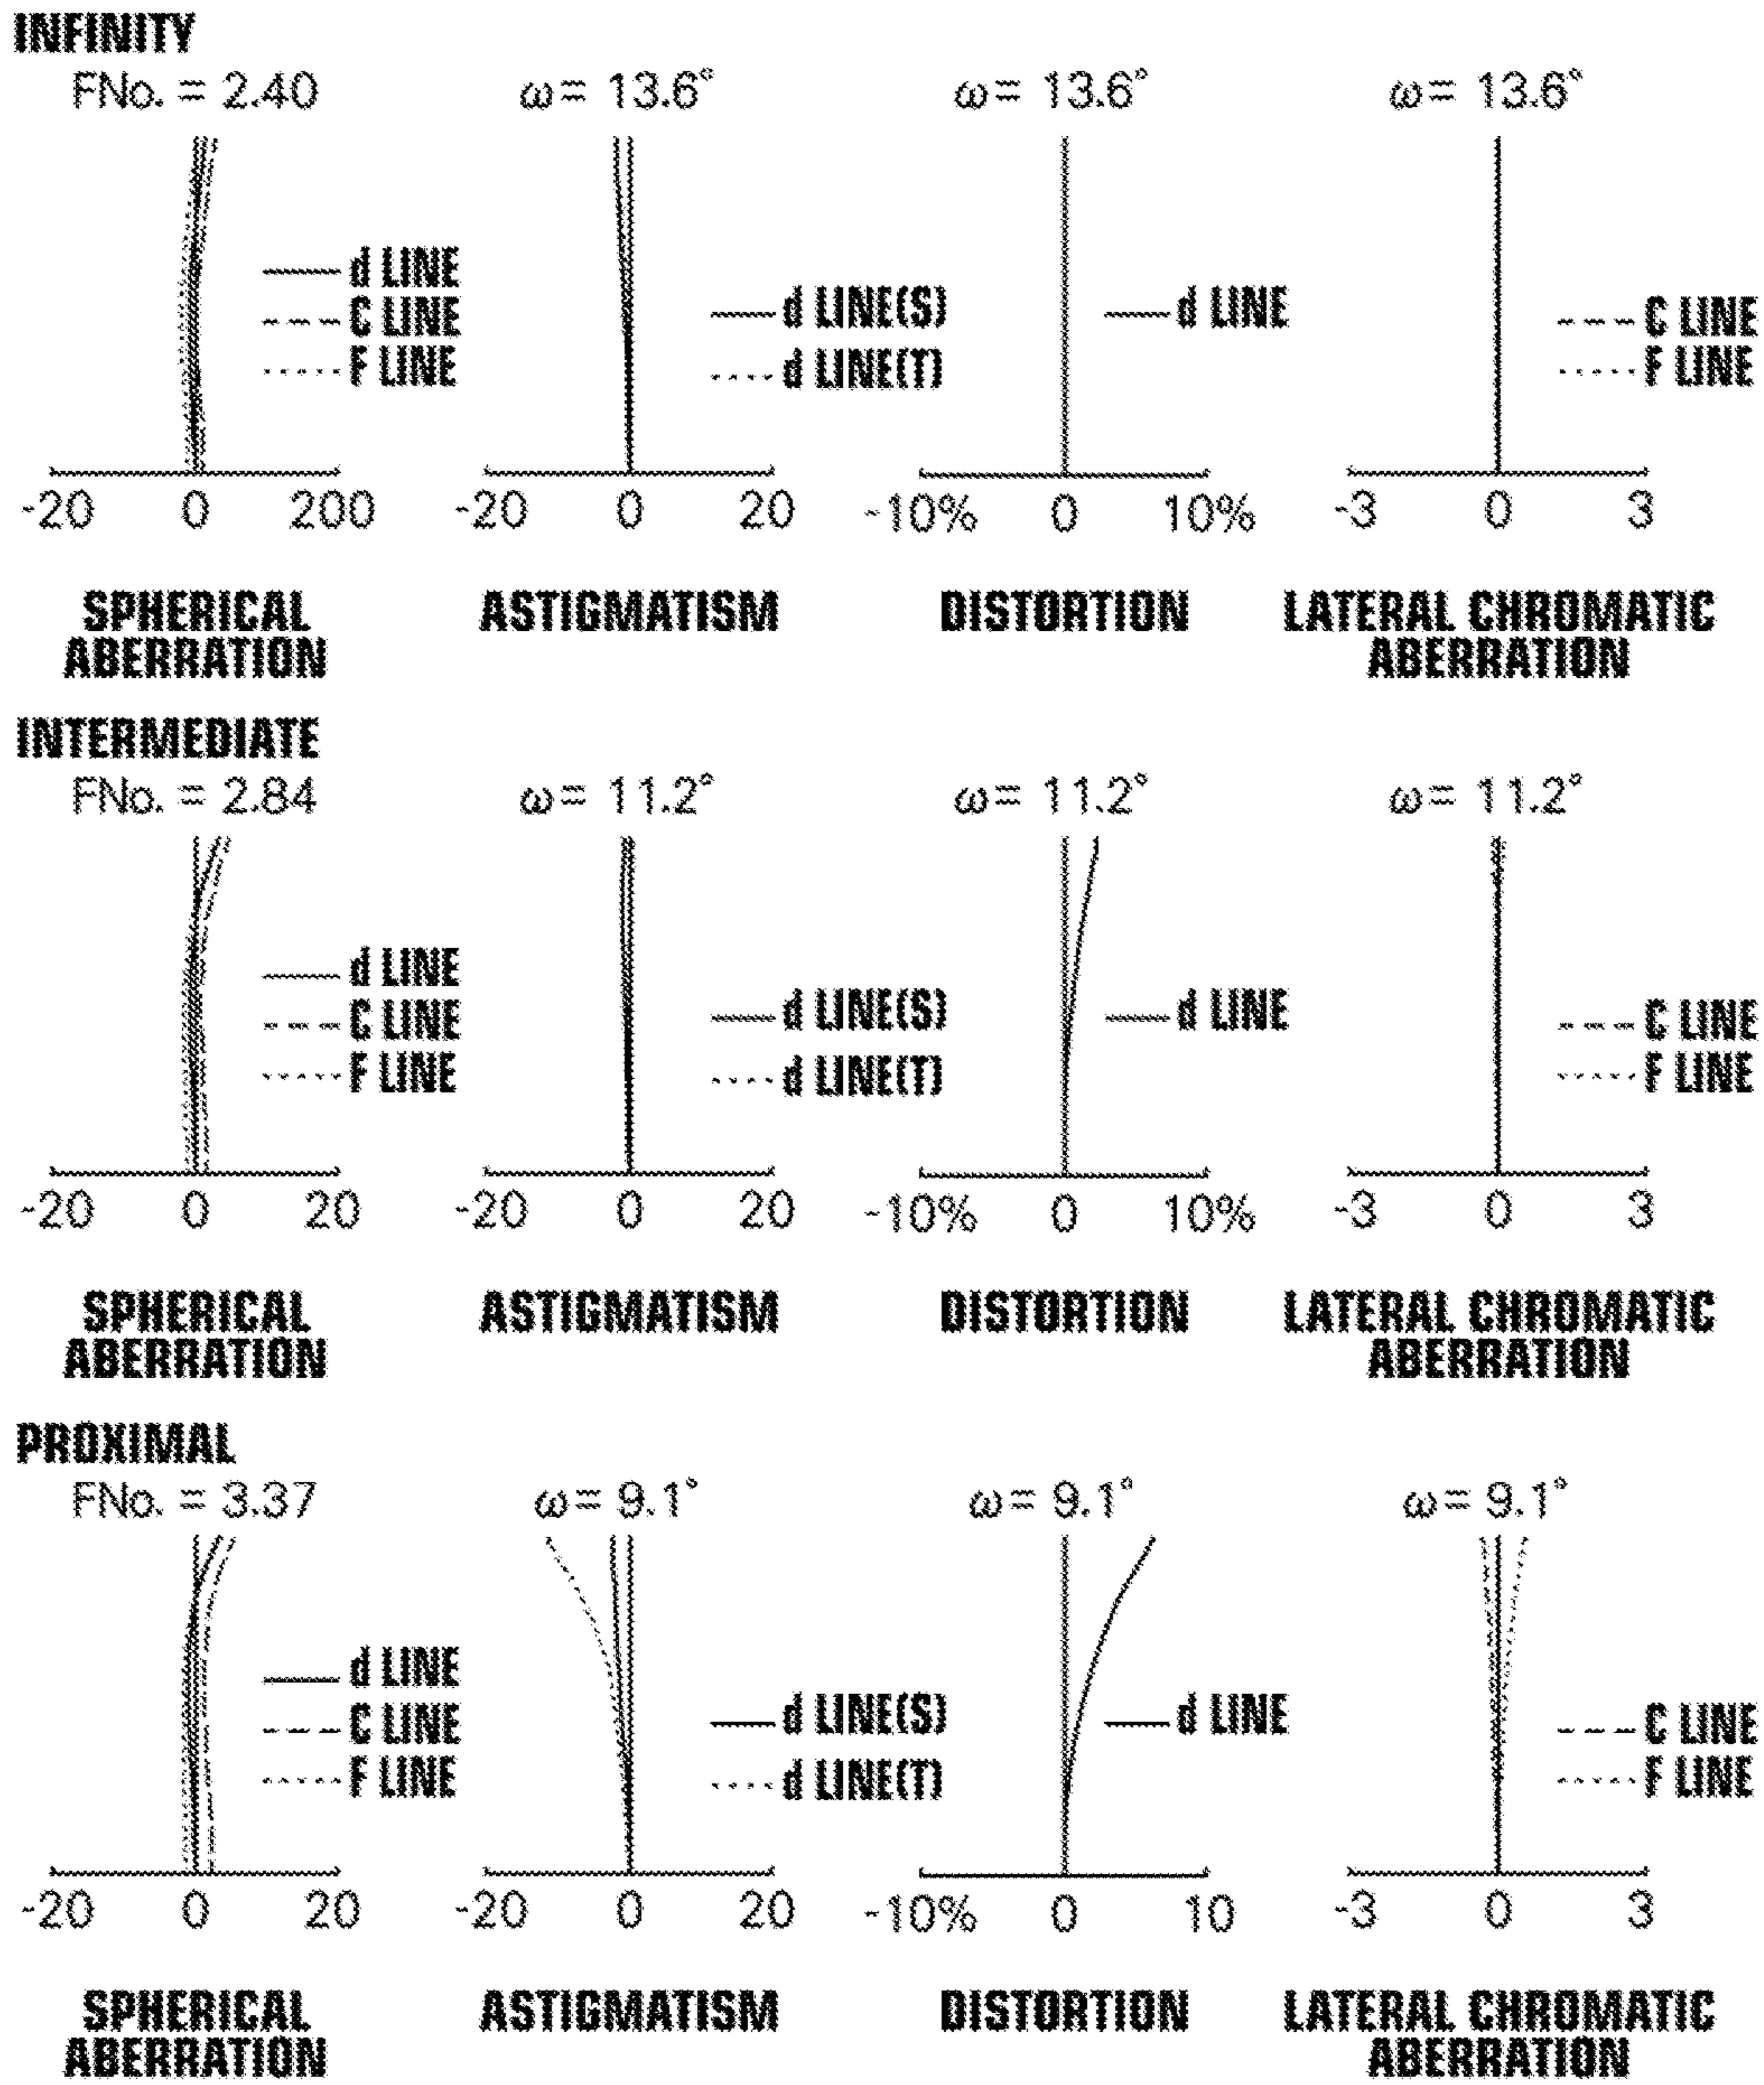 INFINITY
FNo. = 2.40
ω = 13.6°
ω = 13.6°
ω = 13.6°
d LINE
C LINE
F LINE
d LINE(S)
d LINE(T)
d LINE
C LINE
F LINE
-20 0 200
-20 0 20
-10% 0 10%
-3 0 3
SPHERICAL
ABERRATION
ASTIGMATISM
DISTORTION
LATERAL CHROMATIC
ABERRATION
INTERMEDIATE
FNo. = 2.84
ω = 11.2°
ω = 11.2°
ω = 11.2°
d LINE
C LINE
F LINE
d LINE(S)
d LINE(T)
d LINE
C LINE
F LINE
-20 0 20
-20 0 20
-10% 0 10%
-3 0 3
SPHERICAL
ABERRATION
ASTIGMATISM
DISTORTION
LATERAL CHROMATIC
ABERRATION
PROXIMAL
FNo. = 3.37
ω = 9.1°
ω = 9.1°
ω = 9.1°
d LINE
C LINE
F LINE
d LINE(S)
d LINE(T)
d LINE
C LINE
F LINE
-20 0 20
-20 0 20
-10% 0 10
-3 0 3
SPHERICAL
ABERRATION
ASTIGMATISM
DISTORTION
LATERAL CHROMATIC
ABERRATION